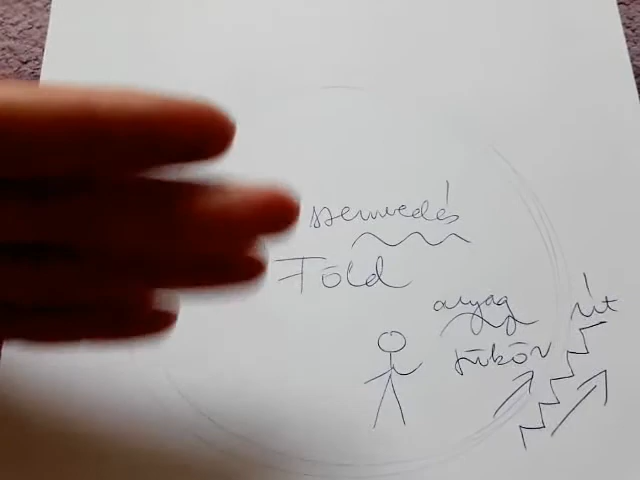 szenvedés
Föld
anyag
tükör
út